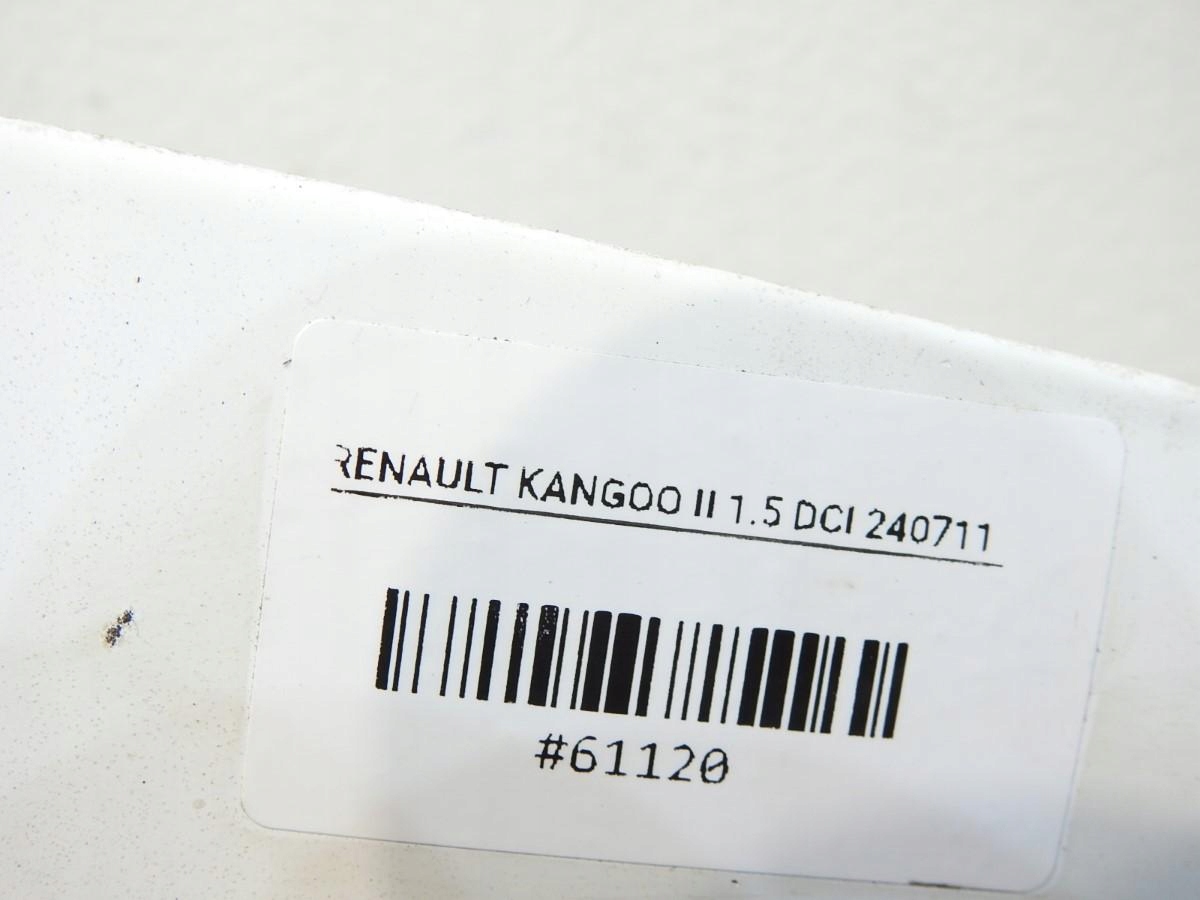 RENAULT KANGOO II 1.5 DCI 240711
#61120